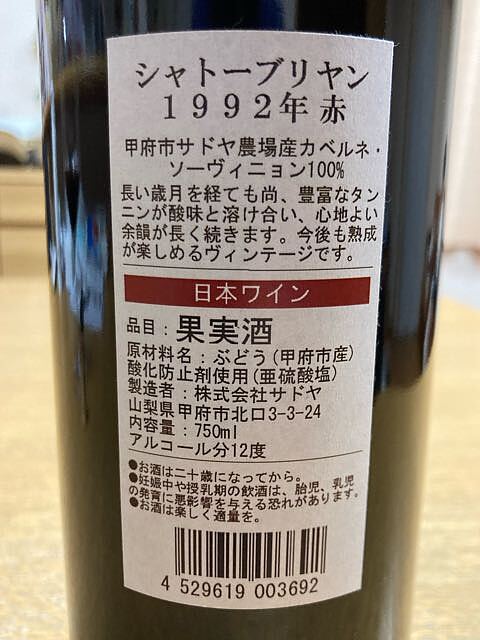 シャトーブリヤン
1992年 赤
甲府市サドヤ農場産カベルネ・
ソーヴィニョン100%
長い歳月を経ても尚、豊富なタン
ニンが酸味と溶け合い、心地よい
余韻が長く続きます。今後も熟成
が楽しめるヴィンテージです。
日本ワイン
品目：果実酒
原材料名：ぶどう(甲府市産)
酸化防止剤使用(亜硫酸塩)
製造者：株式会社サドヤ
山梨県甲府市北口3-3-24
内容量：750ml
アルコール分12度
●お酒は二十歳になってから。
●妊娠中や授乳期の飲酒は、胎児、乳児
の発育に悪影響を与える恐れがあります。
●お酒は楽しく適量を。
4 529619 003692